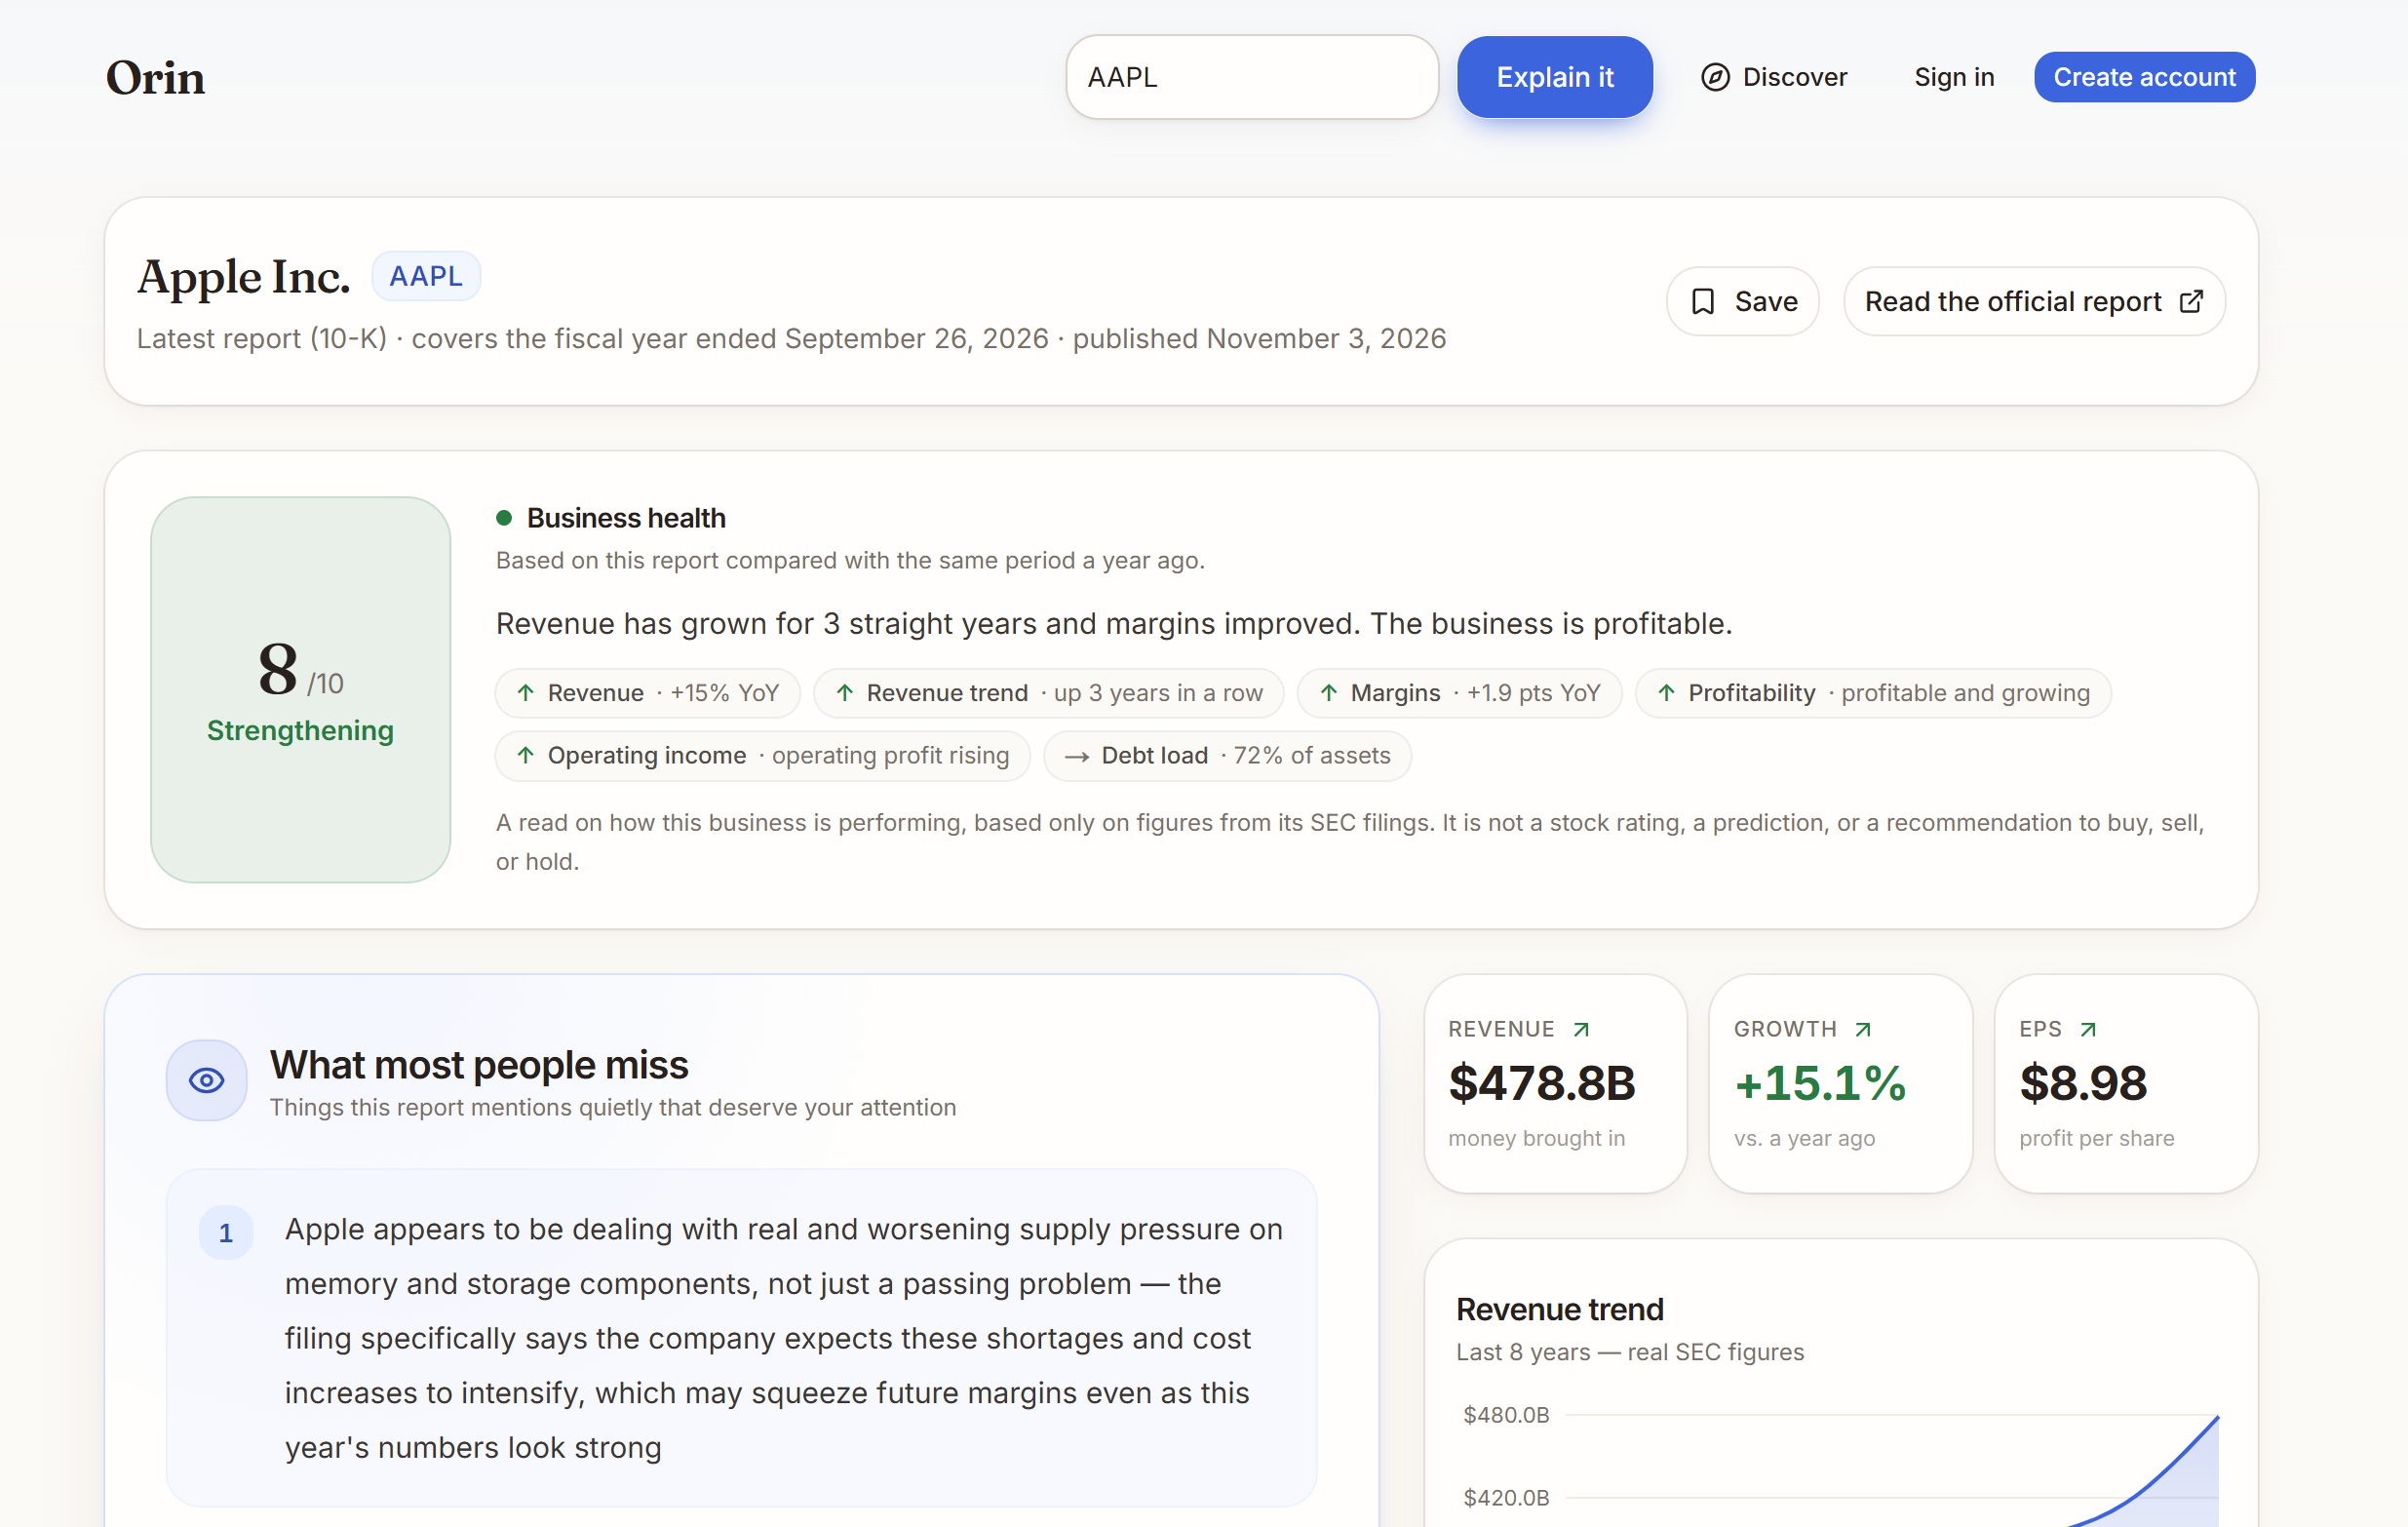 Orin
AAPL
Explain it
Discover
Sign in
Create account
Apple Inc.
AAPL
Latest report (10-K) · covers the fiscal year ended September 26, 2026 · published November 3, 2026
Save
Read the official report
8 /10
Strengthening
Business health
Based on this report compared with the same period a year ago.
Revenue has grown for 3 straight years and margins improved. The business is profitable.
↑ Revenue · +15% YoY
↑ Revenue trend · up 3 years in a row
↑ Margins · +1.9 pts YoY
↑ Profitability · profitable and growing
↑ Operating income · operating profit rising
→ Debt load · 72% of assets
A read on how this business is performing, based only on figures from its SEC filings. It is not a stock rating, a prediction, or a recommendation to buy, sell,
or hold.
What most people miss
Things this report mentions quietly that deserve your attention
1
Apple appears to be dealing with real and worsening supply pressure on
memory and storage components, not just a passing problem — the
filing specifically says the company expects these shortages and cost
increases to intensify, which may squeeze future margins even as this
year's numbers look strong
REVENUE
$478.8B
money brought in
GROWTH
+15.1%
vs. a year ago
EPS
$8.98
profit per share
Revenue trend
Last 8 years — real SEC figures
$480.0B
$420.0B